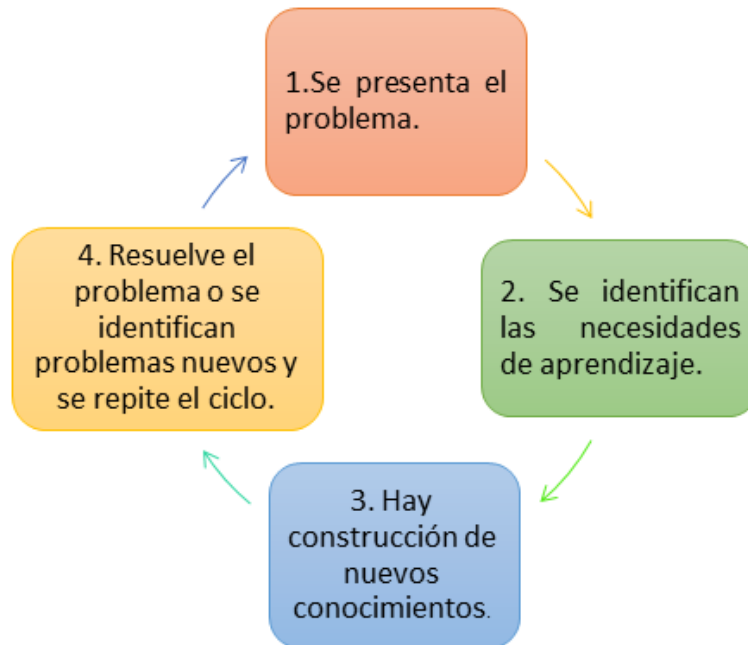 1.Se presenta el
problema.
2. Se identifican
las necesidades
de aprendizaje.
3. Hay
construcción de
nuevos
conocimientos.
4. Resuelve el
problema o se
identifican
problemas nuevos y
se repite el ciclo.